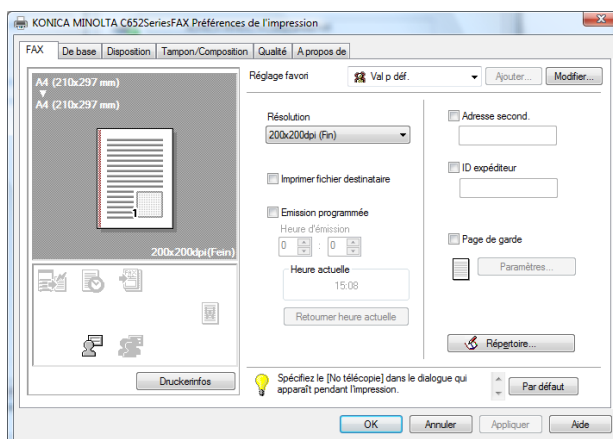 KONICA MINOLTA C652SeriesFAX Préférences de l'impression
FAX De base Disposition Tampon/Composition Qualité A propos de
A4 (210x297 mm)
A4 (210x297 mm)
1
200x200dpi(Fein)
Druckerinfos
Réglage favori Val p déf. Ajouter... Modifier...
Résolution
200x200dpi (Fin)
Imprimer fichier destinataire
Emission programmée
Heure d'émission
0 : 0
Heure actuelle
15:08
Retourner heure actuelle
Adresse second.
ID expéditeur
Page de garde
Paramètres...
Répertoire...
Spécifiez le [No télécopie] dans le dialogue qui
apparaît pendant l'impression.
Par défaut
OK Annuler Appliquer Aide